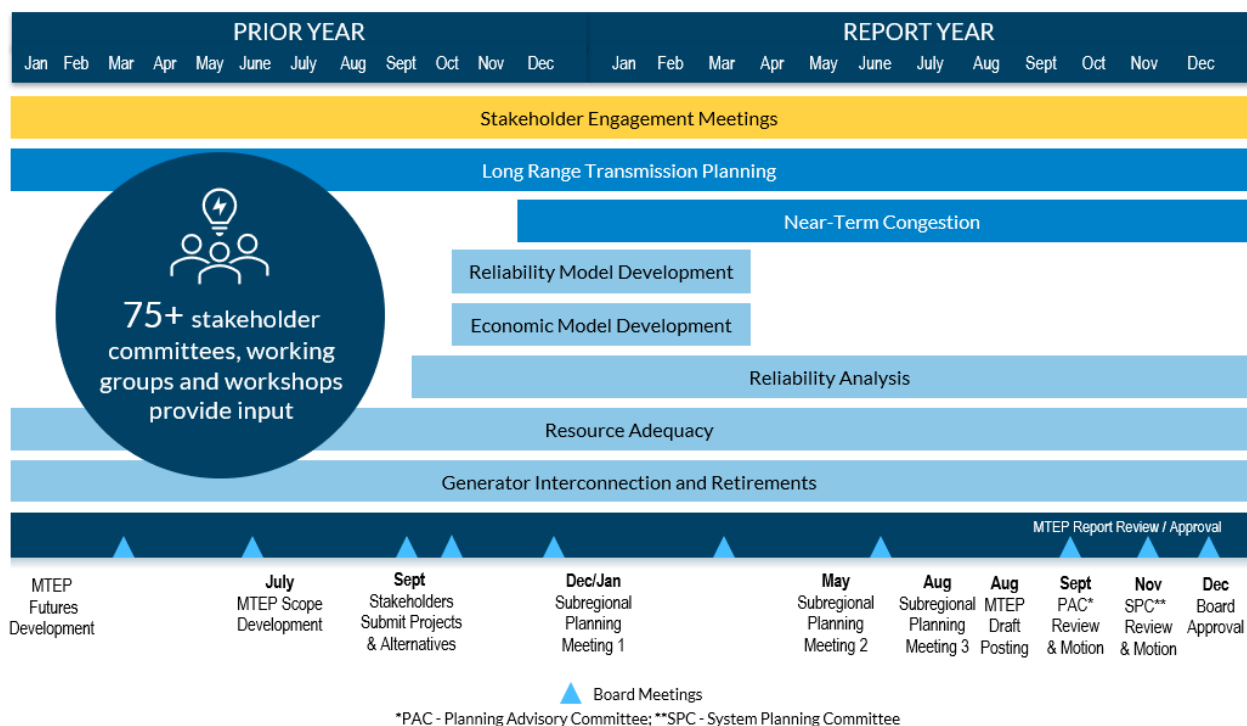 PRIOR YEAR
REPORT YEAR
Jan Feb Mar Apr May June July Aug Sept Oct Nov Dec
Jan Feb Mar Apr May June July Aug Sept Oct Nov Dec
Stakeholder Engagement Meetings
Long Range Transmission Planning
Near-Term Congestion
Reliability Model Development
Economic Model Development
Reliability Analysis
Resource Adequacy
Generator Interconnection and Retirements
75+ stakeholder
committees, working
groups and workshops
provide input
MTEP Report Review / Approval
MTEP
Futures
Development
July
MTEP Scope
Development
Sept
Stakeholders
Submit Projects
& Alternatives
Dec/Jan
Subregional
Planning
Meeting 1
May
Subregional
Planning
Meeting 2
Aug
Subregional
Planning
Meeting 3
Aug
MTEP
Draft
Posting
Sept
PAC*
Review
& Motion
Nov
SPC**
Review
& Motion
Dec
Board
Approval
Board Meetings
*PAC - Planning Advisory Committee; **SPC - System Planning Committee